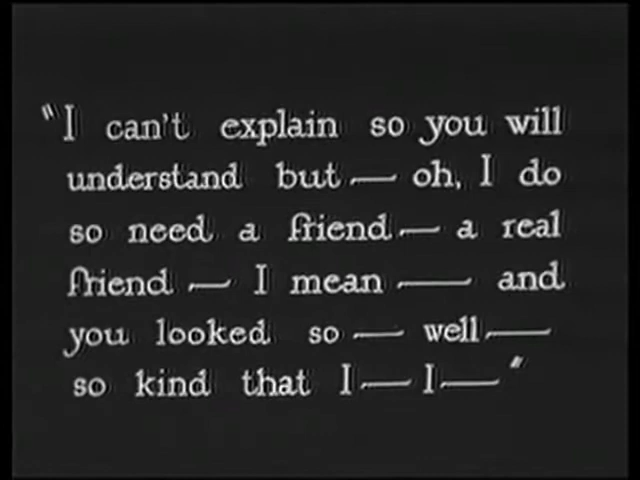 "I can't explain so you will
understand but — oh, I do
so need a friend — a real
friend — I mean —— and
you looked so — well ——
so kind that I — I —— "